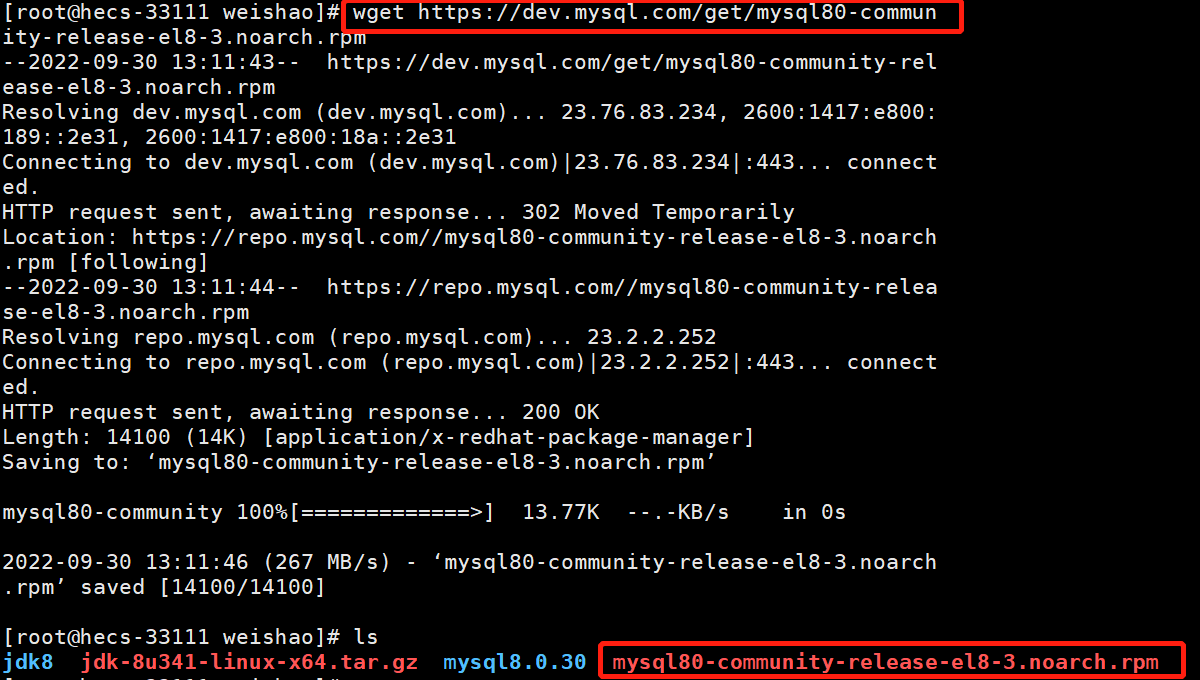 [root@hecs-33111 weishao]# wget https://dev.mysql.com/get/mysql80-commun
ity-release-el8-3.noarch.rpm
--2022-09-30 13:11:43--  https://dev.mysql.com/get/mysql80-community-rel
ease-el8-3.noarch.rpm
Resolving dev.mysql.com (dev.mysql.com)... 23.76.83.234, 2600:1417:e800:
189::2e31, 2600:1417:e800:18a::2e31
Connecting to dev.mysql.com (dev.mysql.com)|23.76.83.234|:443... connect
ed.
HTTP request sent, awaiting response... 302 Moved Temporarily
Location: https://repo.mysql.com//mysql80-community-release-el8-3.noarch
.rpm [following]
--2022-09-30 13:11:44--  https://repo.mysql.com//mysql80-community-relea
se-el8-3.noarch.rpm
Resolving repo.mysql.com (repo.mysql.com)... 23.2.2.252
Connecting to repo.mysql.com (repo.mysql.com)|23.2.2.252|:443... connect
ed.
HTTP request sent, awaiting response... 200 OK
Length: 14100 (14K) [application/x-redhat-package-manager]
Saving to: ‘mysql80-community-release-el8-3.noarch.rpm’
mysql80-community 100%[=============>]  13.77K  --.-KB/s    in 0s
2022-09-30 13:11:46 (267 MB/s) - ‘mysql80-community-release-el8-3.noarch
.rpm’ saved [14100/14100]
[root@hecs-33111 weishao]# ls
jdk8  jdk-8u341-linux-x64.tar.gz  mysql8.0.30  mysql80-community-release-el8-3.noarch.rpm